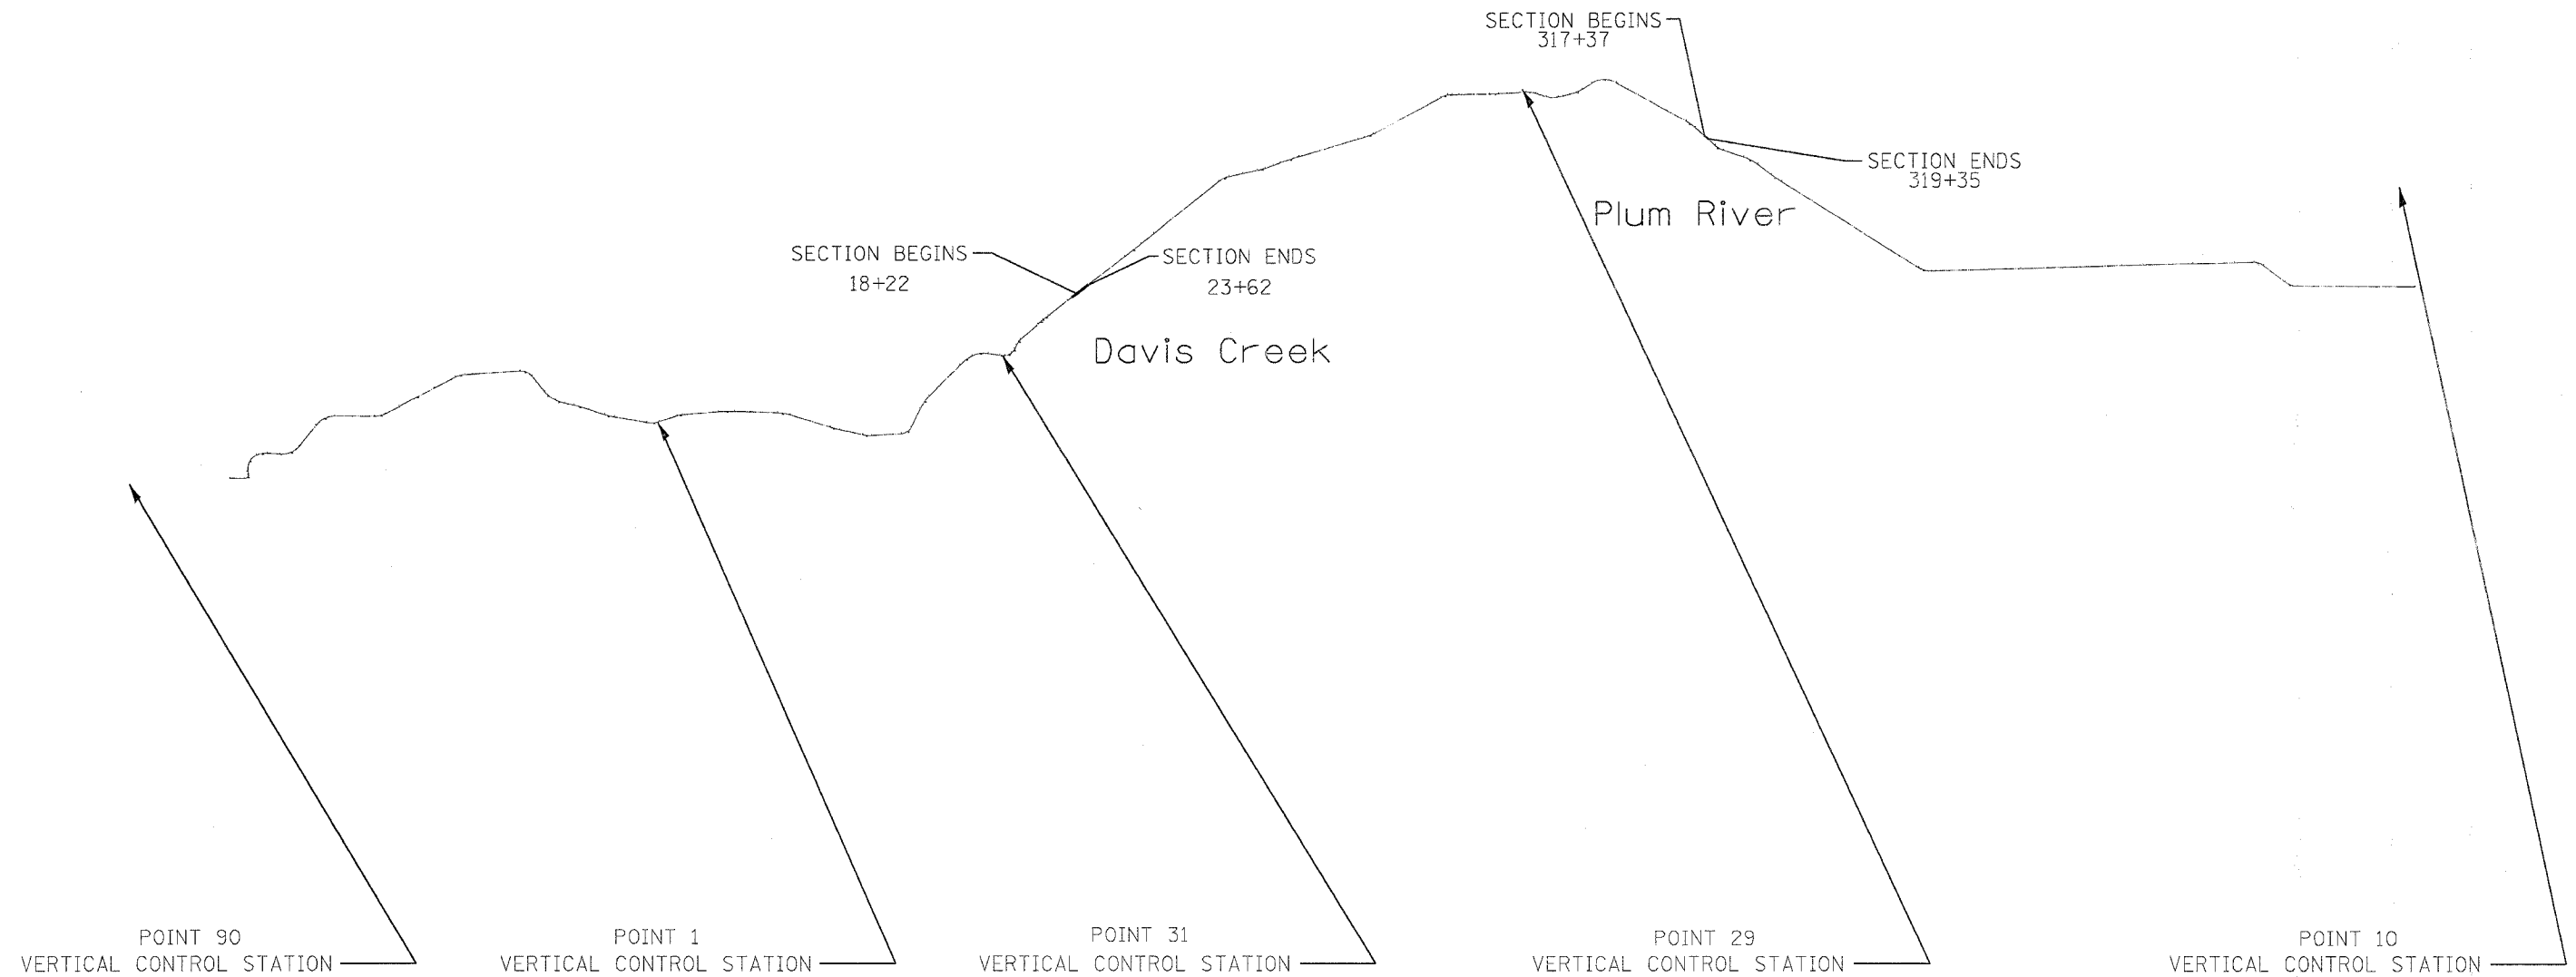 SECTION BEGINS
317+37
SECTION ENDS
319+35
Plum River
SECTION BEGINS
18+22
SECTION ENDS
23+62
Davis Creek
POINT 90
VERTICAL CONTROL STATION
POINT 1
VERTICAL CONTROL STATION
POINT 31
VERTICAL CONTROL STATION
POINT 29
VERTICAL CONTROL STATION
POINT 10
VERTICAL CONTROL STATION